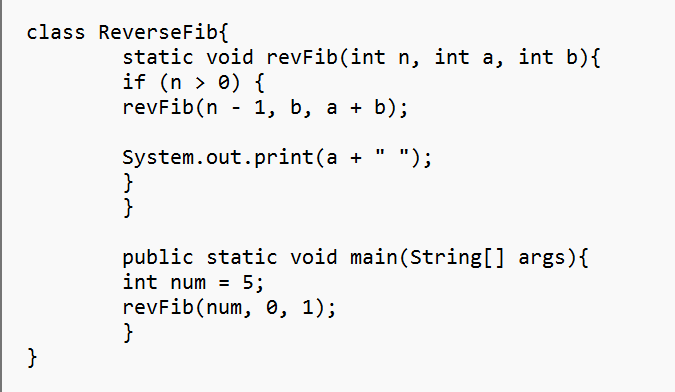 class ReverseFib{
static void revFib(int n, int a, int b){
if (n > 0) {
revFib(n - 1, b, a + b);
System.out.print(a + " ");
}
}
public static void main(String[] args){
int num = 5;
revFib(num, 0, 1);
}
}